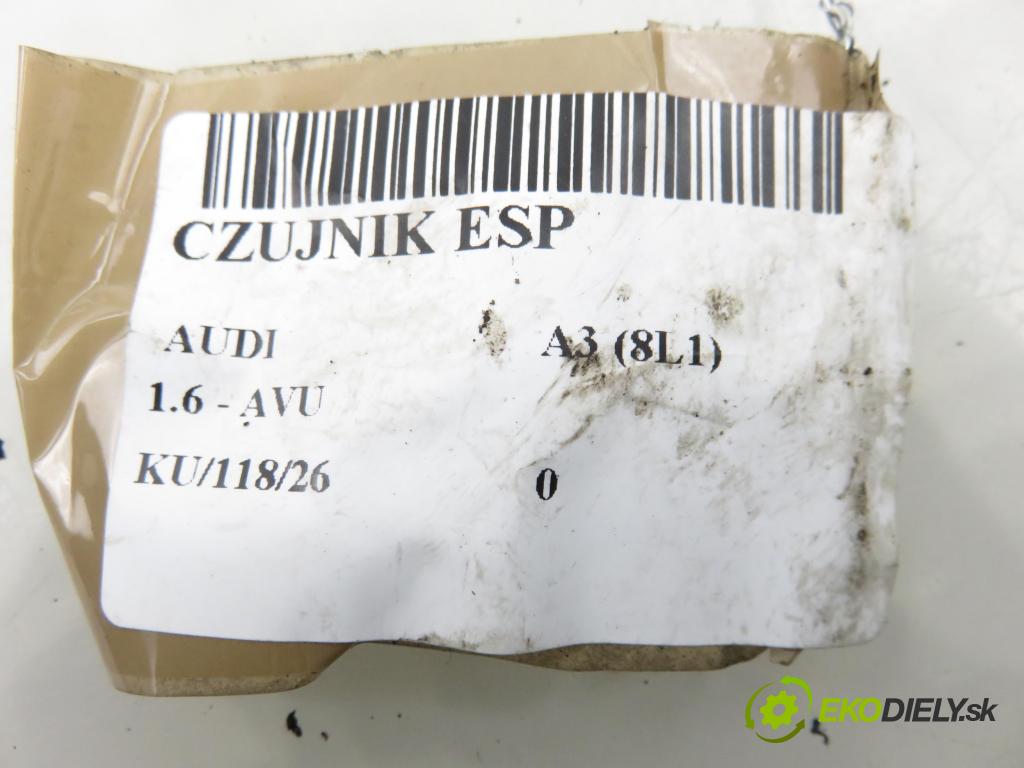 CZUJNIK ESP
AUDI A3 (8L1)
1.6 - AVU
KU/118/26 0
EKODIELY.sk